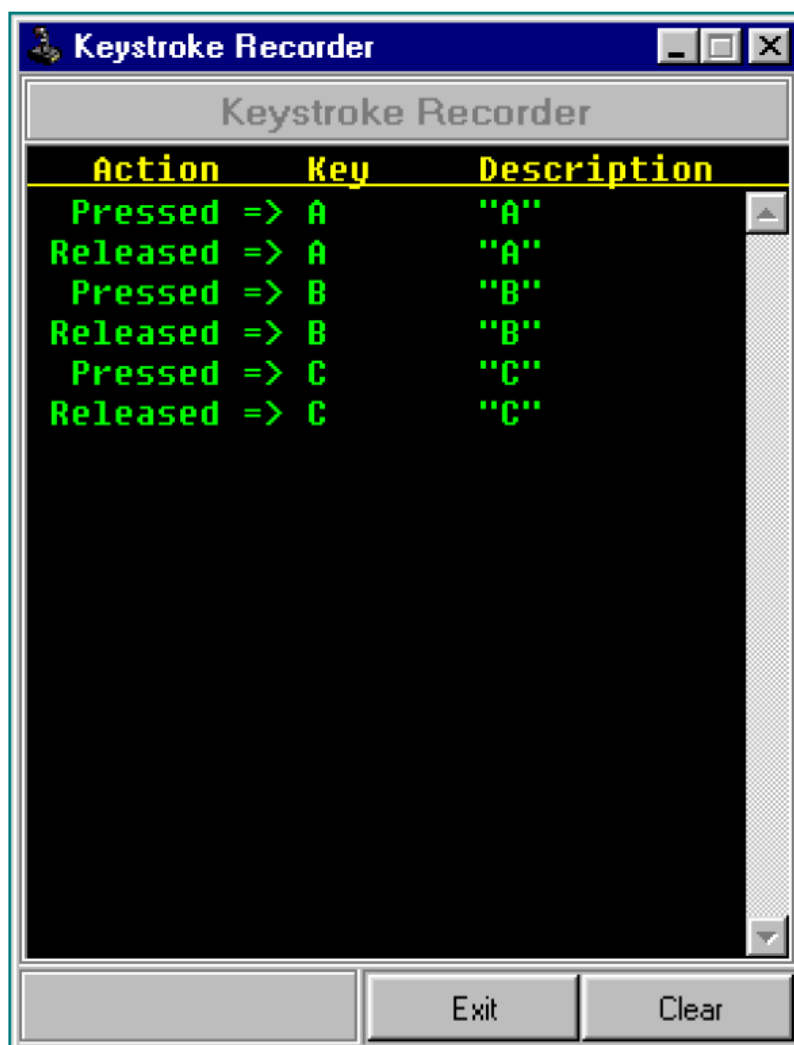 Keystroke Recorder
Keystroke Recorder
Action Key Description
Pressed => A "A"
Released => A "A"
Pressed => B "B"
Released => B "B"
Pressed => C "C"
Released => C "C"
Exit Clear